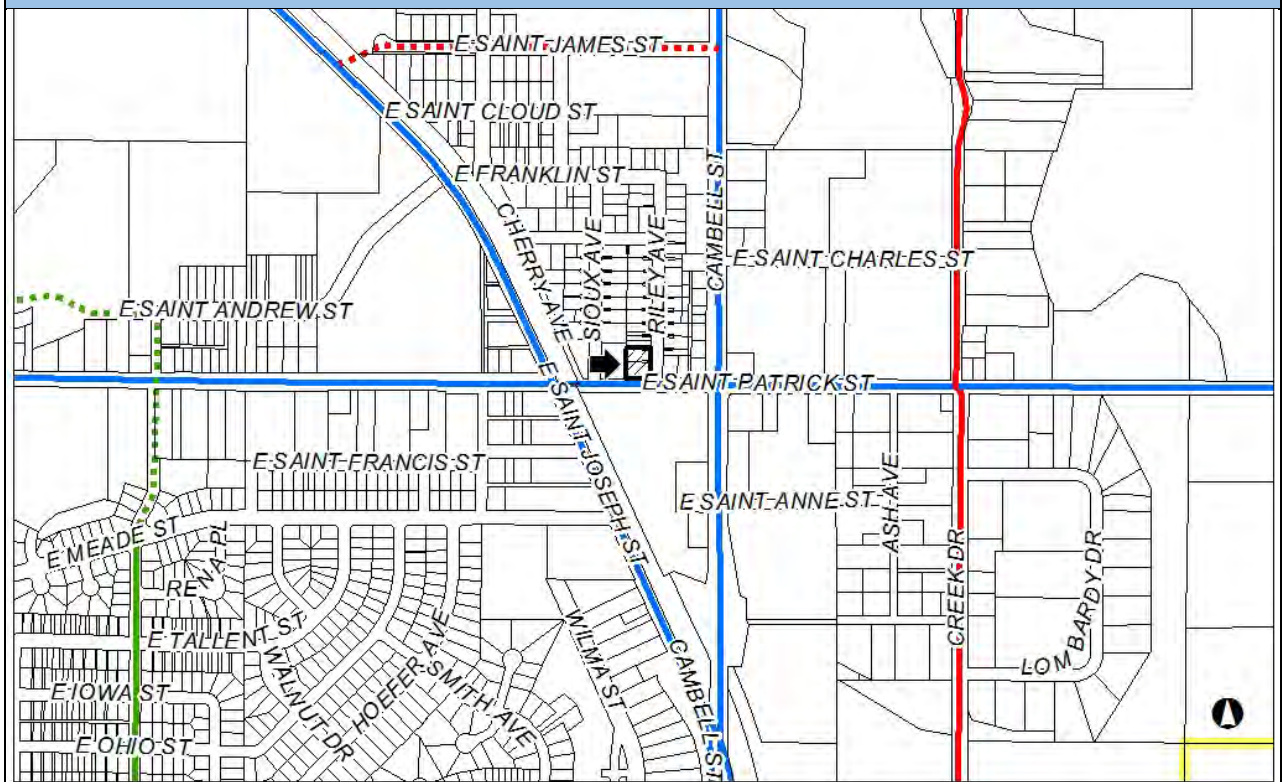 E SAINT JAMES ST
E SAINT CLOUD ST
E FRANKLIN ST
CHERRY AVE
SIOUX AVE
RILEY AVE
CAMBELL ST
E SAINT CHARLES ST
E SAINT ANDREW ST
E SAINT PATRICK ST
E SAINT JOSEPH ST
E SAINT FRANCIS ST
E SAINT ANNE ST
ASH AVE
E MEADE ST
RENA PL
CREEK DR
LOMBARDY DR
E TALLENT ST
WALNUT DR
HOEFER AVE
SMITH AVE
WILMA ST
CAMBELL ST
E IOWA ST
E OHIO ST